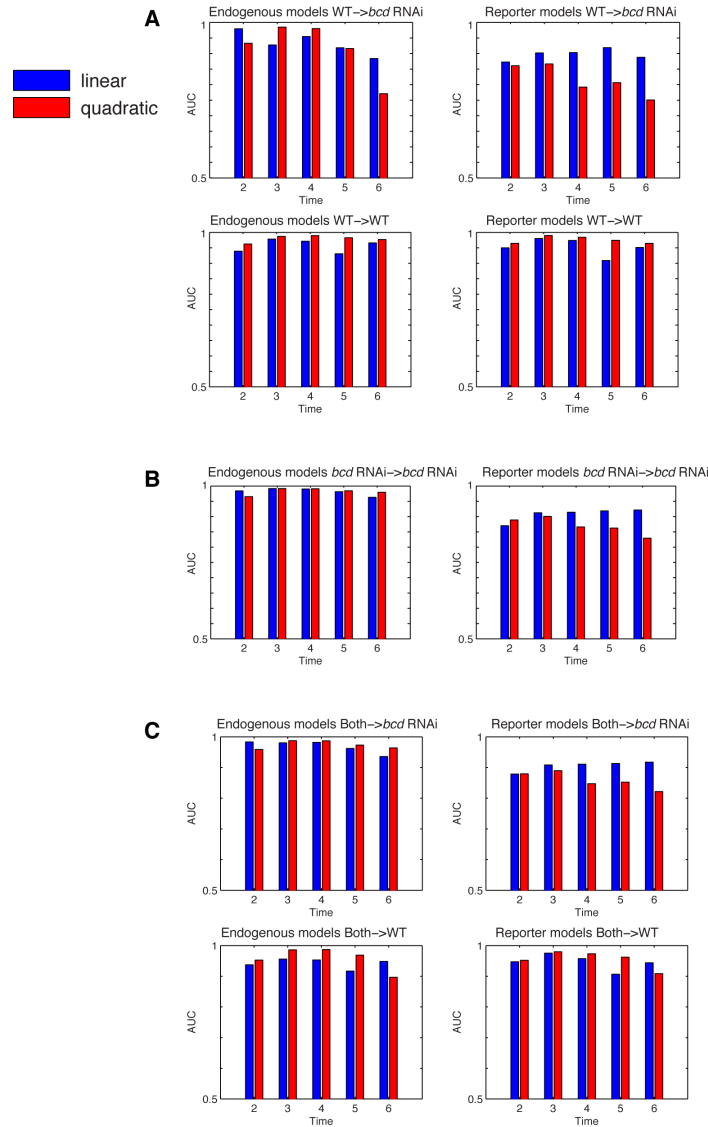 A
Endogenous models WT->bcd RNAi
Reporter models WT->bcd RNAi
linear
quadratic
AUC
0.5
2 3 4 5 6
Time
AUC
0.5
2 3 4 5 6
Time
Endogenous models WT->WT
Reporter models WT->WT
1
AUC
0.5
2 3 4 5 6
Time
1
AUC
0.5
2 3 4 5 6
Time
B
Endogenous models bcd RNAi->bcd RNAi
Reporter models bcd RNAi->bcd RNAi
1
AUC
0.5
2 3 4 5 6
Time
1
AUC
0.5
2 3 4 5 6
Time
C
Endogenous models Both->bcd RNAi
Reporter models Both->bcd RNAi
1
AUC
0.5
2 3 4 5 6
Time
1
AUC
0.5
2 3 4 5 6
Time
Endogenous models Both->WT
Reporter models Both->WT
1
AUC
0.5
2 3 4 5 6
Time
1
AUC
0.5
2 3 4 5 6
Time